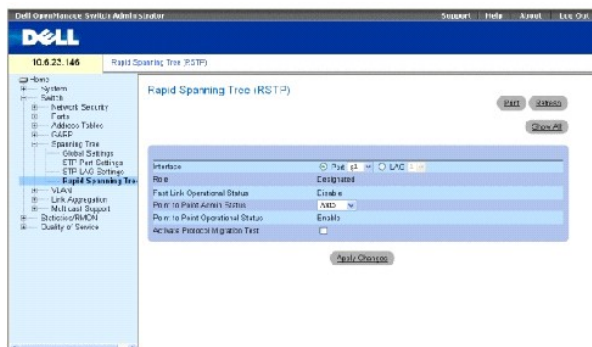 Dell OpenManage Switch Administrator
Support Help About Log Out
DELL
10.6.23.146
Rapid Spanning Tree (RSTP)
Home
System
Switch
Network Security
Ports
Address Tables
GARP
Spanning Tree
Global Settings
STP Port Settings
STP LAG Settings
Rapid Spanning Tree
VLAN
Link Aggregation
Multicast Support
Statistics/RMON
Quality of Service
Rapid Spanning Tree (RSTP)
Print Refresh
Show All
Interface Port g1 LAG
Role Designated
Fast Link Operational Status Disable
Point to Point Admin Status Auto
Point to Point Operational Status Enable
Activate Protocol Migration Test
Apply Changes